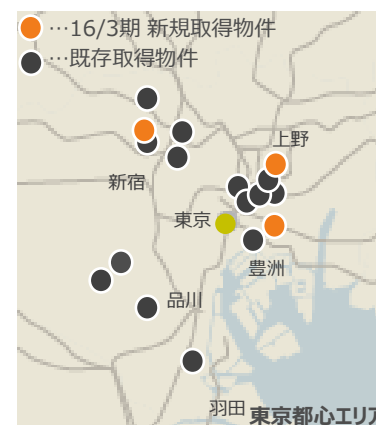 …16/3期 新規取得物件
…既存取得物件
上野
新宿
東京
豊洲
品川
羽田
東京都心エリア